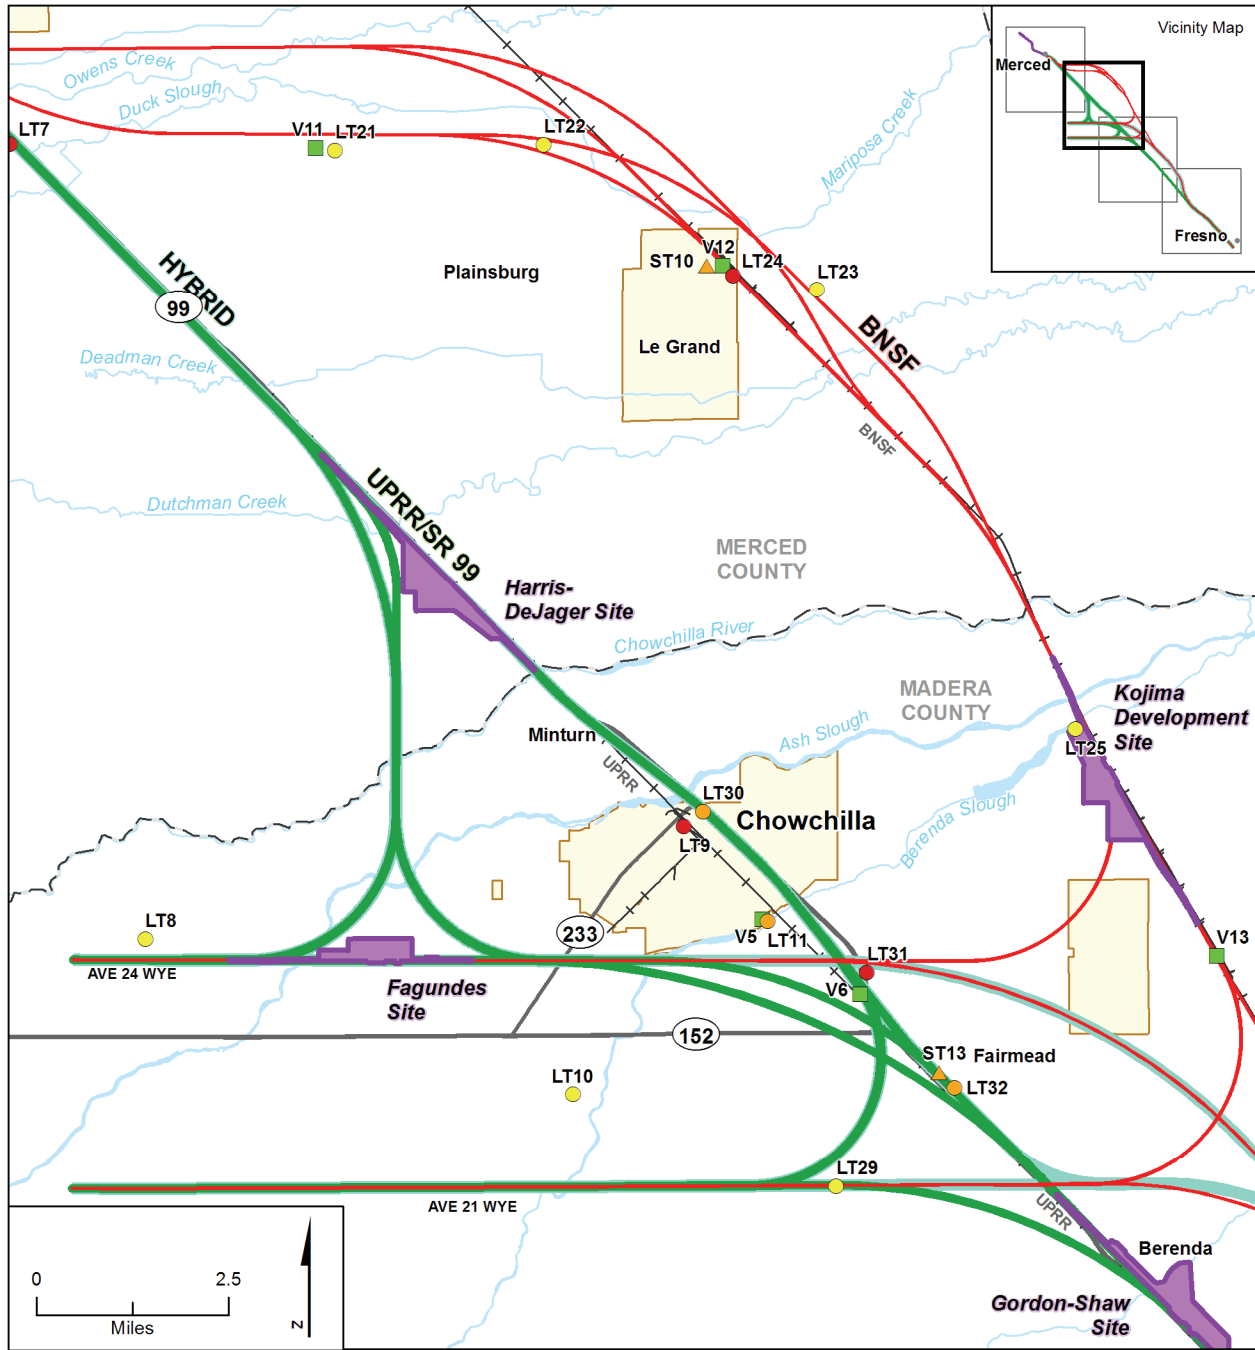 Vicinity Map
Merced
Fresno
Owens Creek
Duck Slough
Mariposa Creek
LT7
V11
LT21
LT22
HYBRID
99
Plainsburg
ST10
V12
LT24
LT23
Le Grand
BNSF
BNSF
Deadman Creek
Dutchman Creek
UPRR/SR 99
Harris-
DeJager Site
MERCED
COUNTY
Chowchilla River
MADERA
COUNTY
Kojima
Development
Site
LT25
Minturn
UPRR
Ash Slough
Berenda Slough
LT30
Chowchilla
LT9
LT8
233
V5
LT11
V13
AVE 24 WYE
Fagundes
Site
LT31
V6
152
ST13
Fairmead
LT32
LT10
LT29
AVE 21 WYE
UPRR
Berenda
Gordon-Shaw
Site
0
2.5
Miles
N